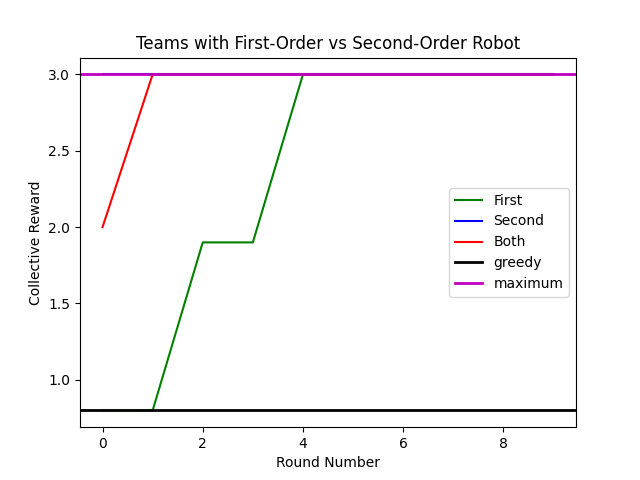 Teams with First-Order vs Second-Order Robot
Collective Reward
3.0
2.5
2.0
1.5
1.0
First
Second
Both
greedy
maximum
0 2 4 6 8
Round Number